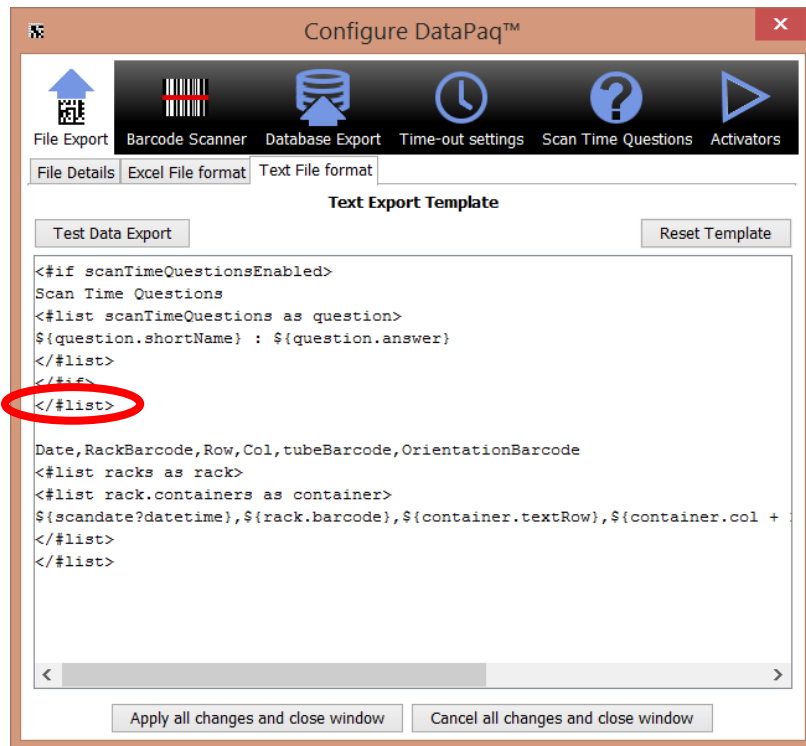 Configure DataPaq™
×
File Export Barcode Scanner Database Export Time-out settings Scan Time Questions Activators
File Details Excel File format Text File format
Text Export Template
Test Data Export Reset Template
<#if scanTimeQuestionsEnabled>
Scan Time Questions
<#list scanTimeQuestions as question>
${question.shortName} : ${question.answer}
</#list>
</#if>
</#list>
Date,RackBarcode,Row,Col,tubeBarcode,OrientationBarcode
<#list racks as rack>
<#list rack.containers as container>
${scandate?datetime},${rack.barcode},${container.textRow},${container.col +
</#list>
</#list>
Apply all changes and close window Cancel all changes and close window